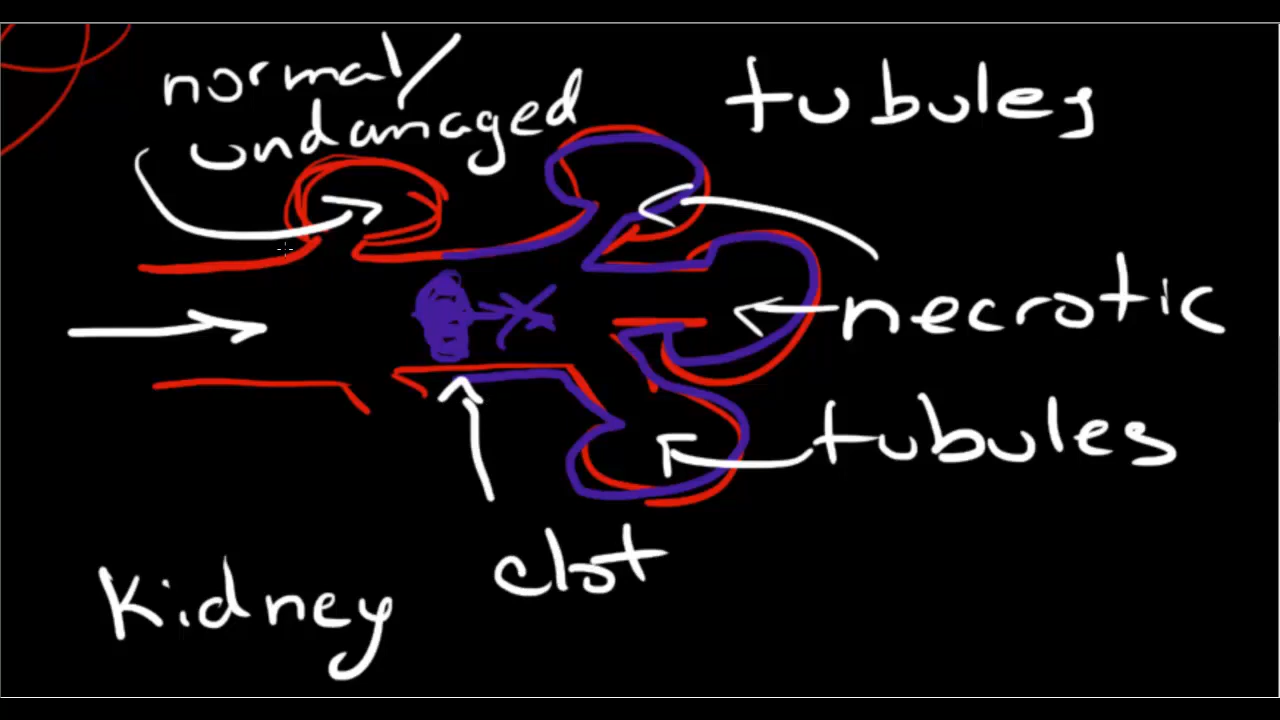 normal/
undamaged
tubules
necrotic
tubules
clot
Kidney